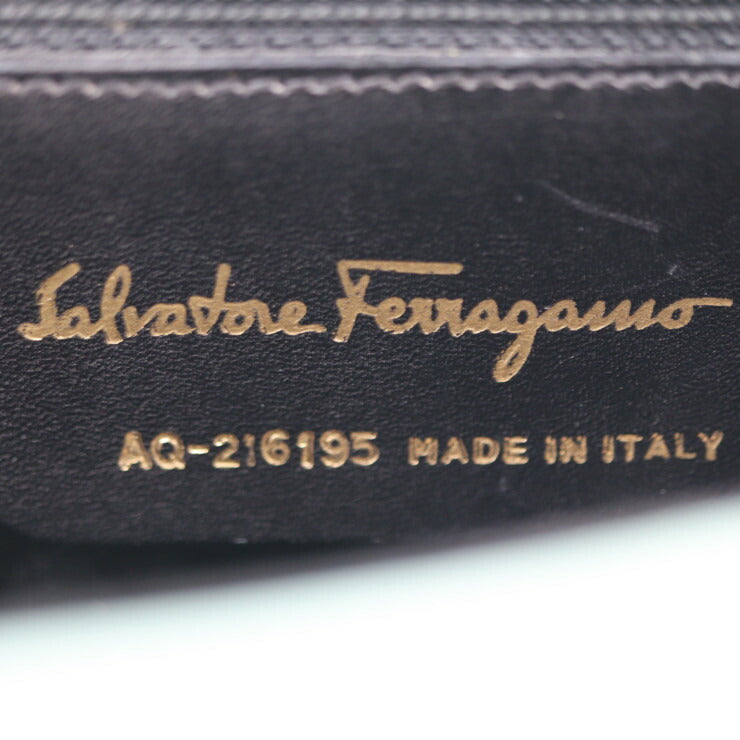 Salvatore Ferragamo
AQ-216195 MADE IN ITALY